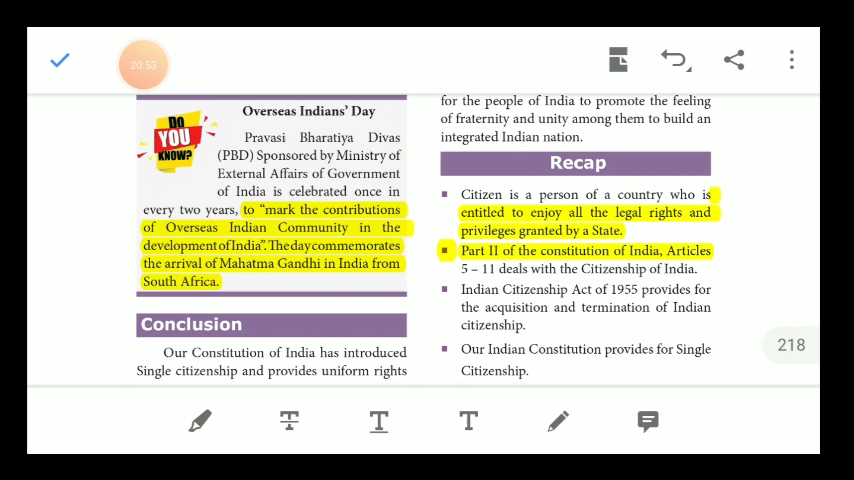 20:53
Overseas Indians' Day
DO
YOU
KNOW?
Pravasi Bharatiya Divas
(PBD) Sponsored by Ministry of
External Affairs of Government
of India is celebrated once in
every two years, to “mark the contributions
of Overseas Indian Community in the
development of India”. The day commemorates
the arrival of Mahatma Gandhi in India from
South Africa.
Conclusion
Our Constitution of India has introduced
Single citizenship and provides uniform rights
for the people of India to promote the feeling
of fraternity and unity among them to build an
integrated Indian nation.
Recap
■ Citizen is a person of a country who is
entitled to enjoy all the legal rights and
privileges granted by a State.
■ Part II of the constitution of India, Articles
5 – 11 deals with the Citizenship of India.
■ Indian Citizenship Act of 1955 provides for
the acquisition and termination of Indian
citizenship.
■ Our Indian Constitution provides for Single
Citizenship.
218